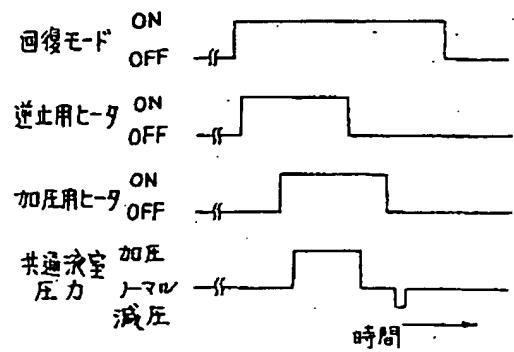 回復モード ON
OFF
逆止用ヒータ ON
OFF
加圧用ヒータ ON
OFF
共通液室 加圧
圧力 ノーマル
減圧
時間